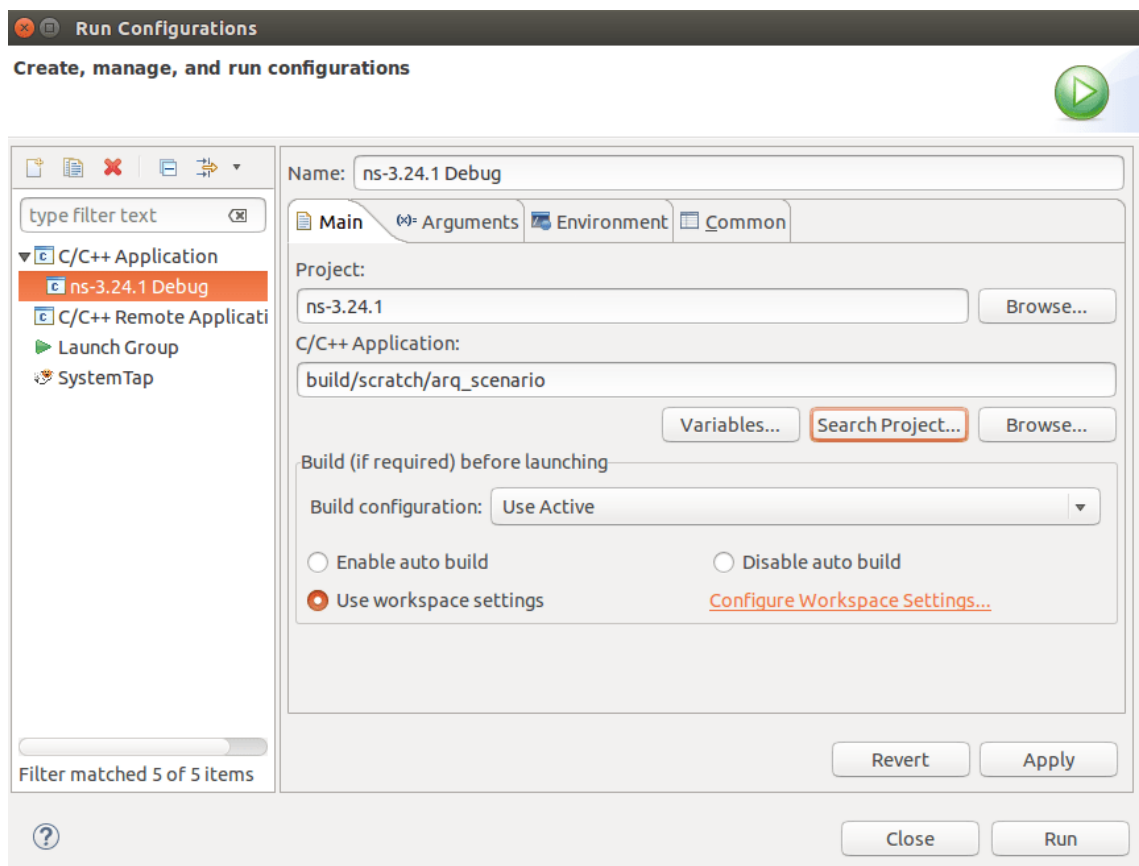 Run Configurations
Create, manage, and run configurations
type filter text
C/C++ Application
ns-3.24.1 Debug
C/C++ Remote Applicati
Launch Group
SystemTap
Filter matched 5 of 5 items
Name: ns-3.24.1 Debug
Main (x)= Arguments Environment Common
Project:
ns-3.24.1 Browse...
C/C++ Application:
build/scratch/arq_scenario
Variables... Search Project... Browse...
Build (if required) before launching
Build configuration: Use Active
Enable auto build Disable auto build
Use workspace settings Configure Workspace Settings...
Revert Apply
Close Run